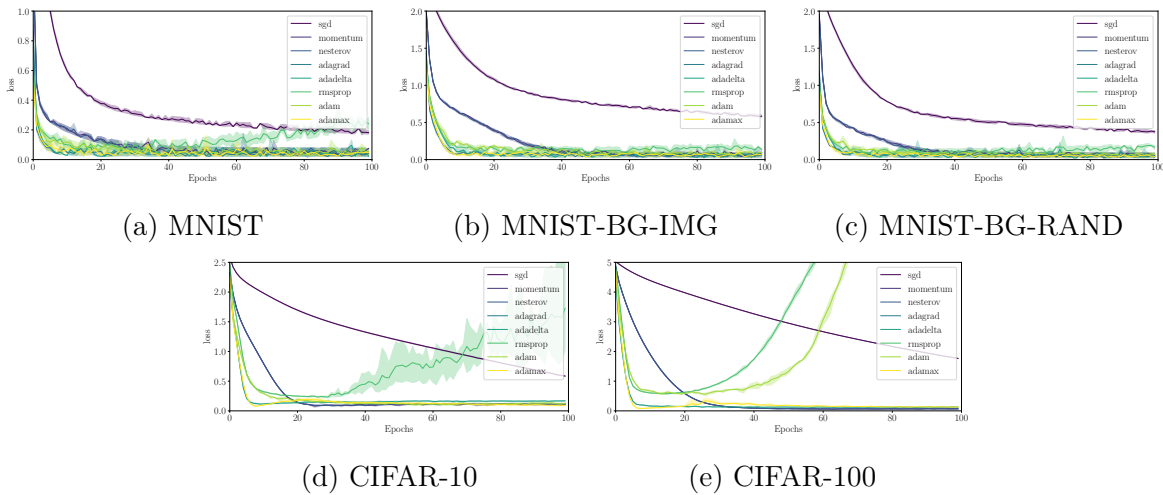 1.0
0.8
0.6
0.4
0.2
0.0
loss
0 20 40 60 80 100
Epochs
sgd
momentum
nesterov
adagrad
adadelta
rmsprop
adam
adamax
2.0
1.5
1.0
0.5
0.0
loss
0 20 40 60 80 100
Epochs
sgd
momentum
nesterov
adagrad
adadelta
rmsprop
adam
adamax
2.0
1.5
1.0
0.5
0.0
loss
0 20 40 60 80 100
Epochs
sgd
momentum
nesterov
adagrad
adadelta
rmsprop
adam
adamax
(a) MNIST
(b) MNIST-BG-IMG
(c) MNIST-BG-RAND
2.5
2.0
1.5
1.0
0.5
0.0
loss
0 20 40 60 80 100
Epochs
sgd
momentum
nesterov
adagrad
adadelta
rmsprop
adam
adamax
5
4
3
2
1
0
loss
0 20 40 60 80 100
Epochs
sgd
momentum
nesterov
adagrad
adadelta
rmsprop
adam
adamax
(d) CIFAR-10
(e) CIFAR-100